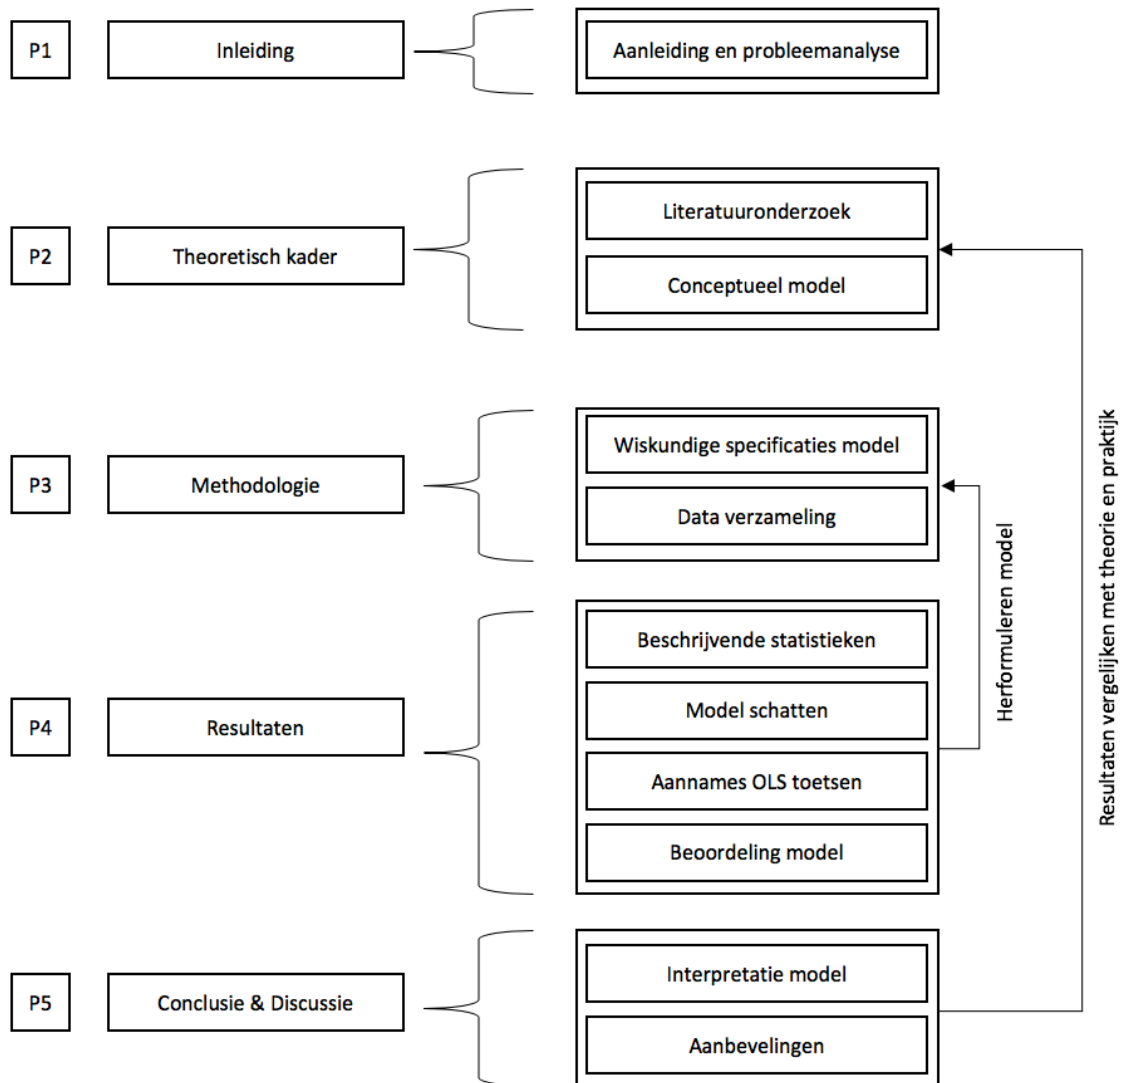 P1
Inleiding
Aanleiding en probleemanalyse
P2
Theoretisch kader
Literatuuronderzoek
Conceptueel model
P3
Methodologie
Wiskundige specificaties model
Data verzameling
P4
Resultaten
Beschrijvende statistieken
Model schatten
Aannames OLS toetsen
Beoordeling model
P5
Conclusie & Discussie
Interpretatie model
Aanbevelingen
Herformuleren model
Resultaten vergelijken met theorie en praktijk